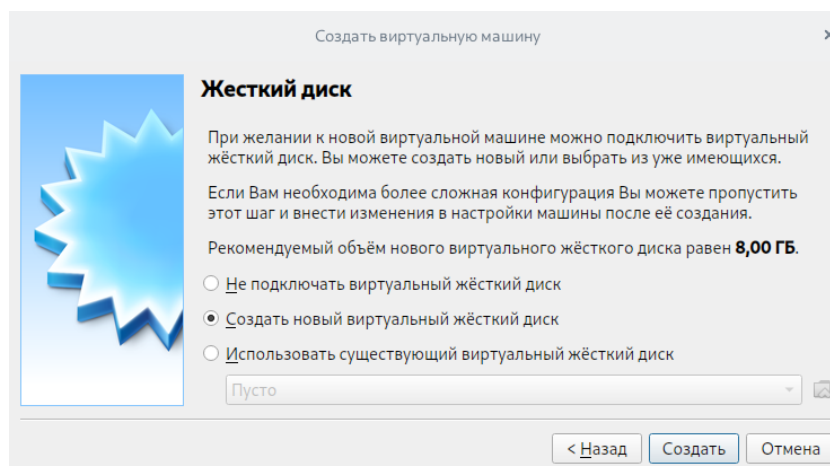 Создать виртуальную машину
Жесткий диск
При желании к новой виртуальной машине можно подключить виртуальный
жёсткий диск. Вы можете создать новый или выбрать из уже имеющихся.
Если Вам необходима более сложная конфигурация Вы можете пропустить
этот шаг и внести изменения в настройки машины после её создания.
Рекомендуемый объём нового виртуального жёсткого диска равен 8,00 ГБ.
Не подключать виртуальный жёсткий диск
Создать новый виртуальный жёсткий диск
Использовать существующий виртуальный жёсткий диск
Пусто
< Назад Создать Отмена